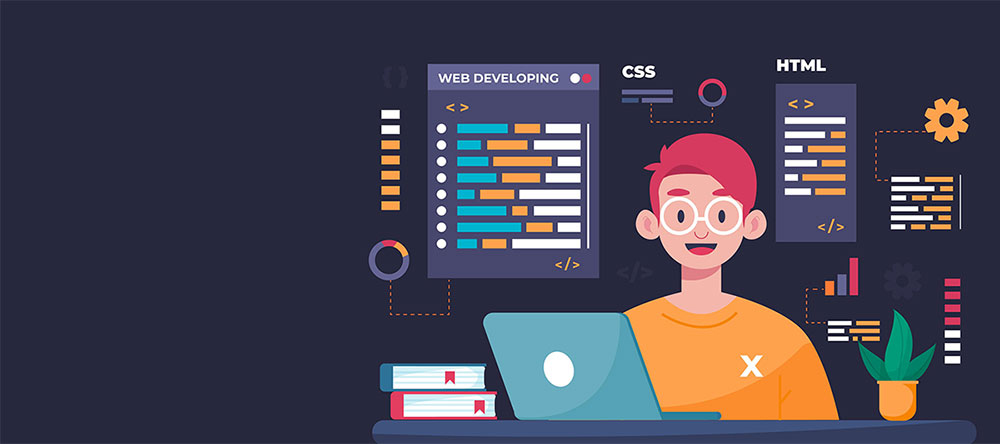 WEB DEVELOPING
< >
</>
CSS
HTML
< >
</>
{ }
</>
X